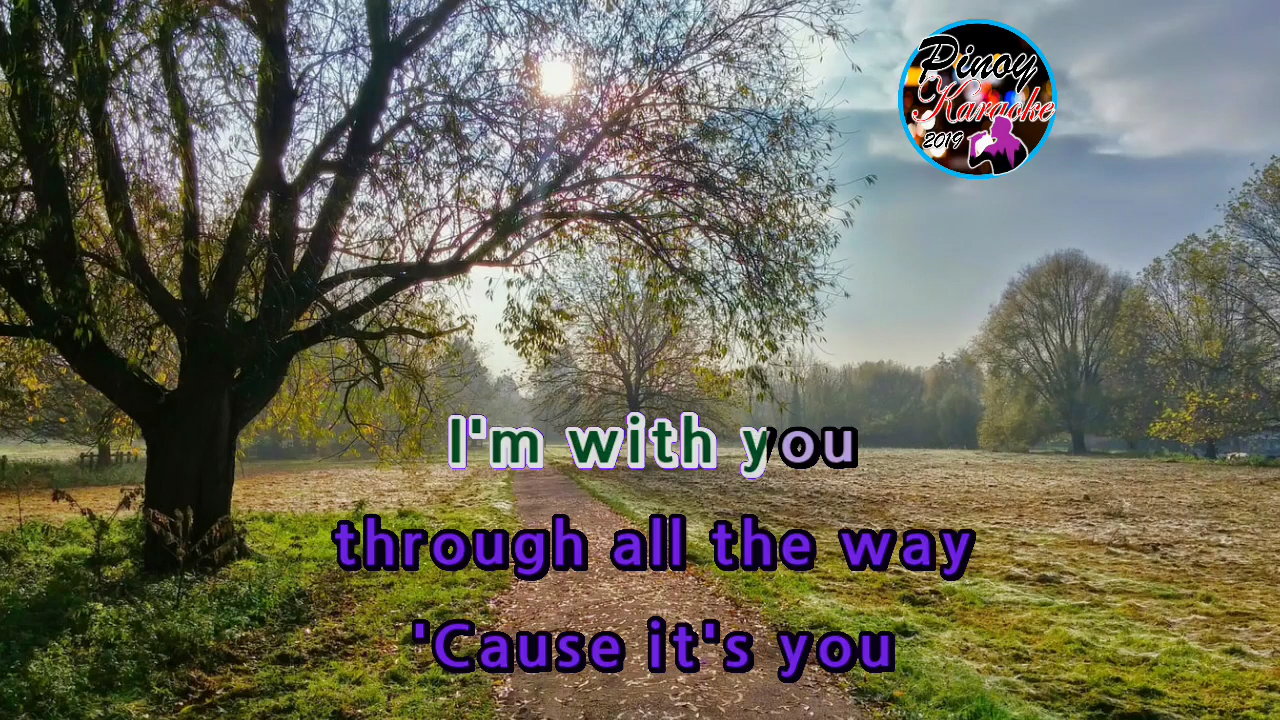 Pinoy
Karaoke
2019
I'm with you
through all the way
'Cause it's you